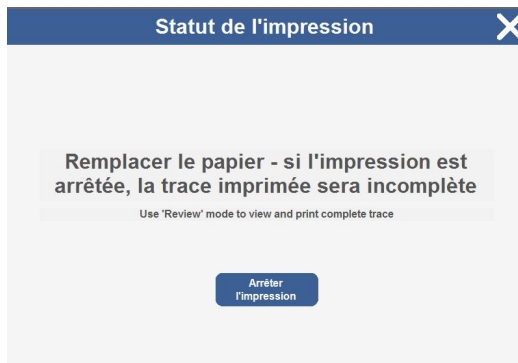 Statut de l'impression
Remplacer le papier - si l'impression est
arrêtée, la trace imprimée sera incomplète
Use 'Review' mode to view and print complete trace
Arrêter
l'impression